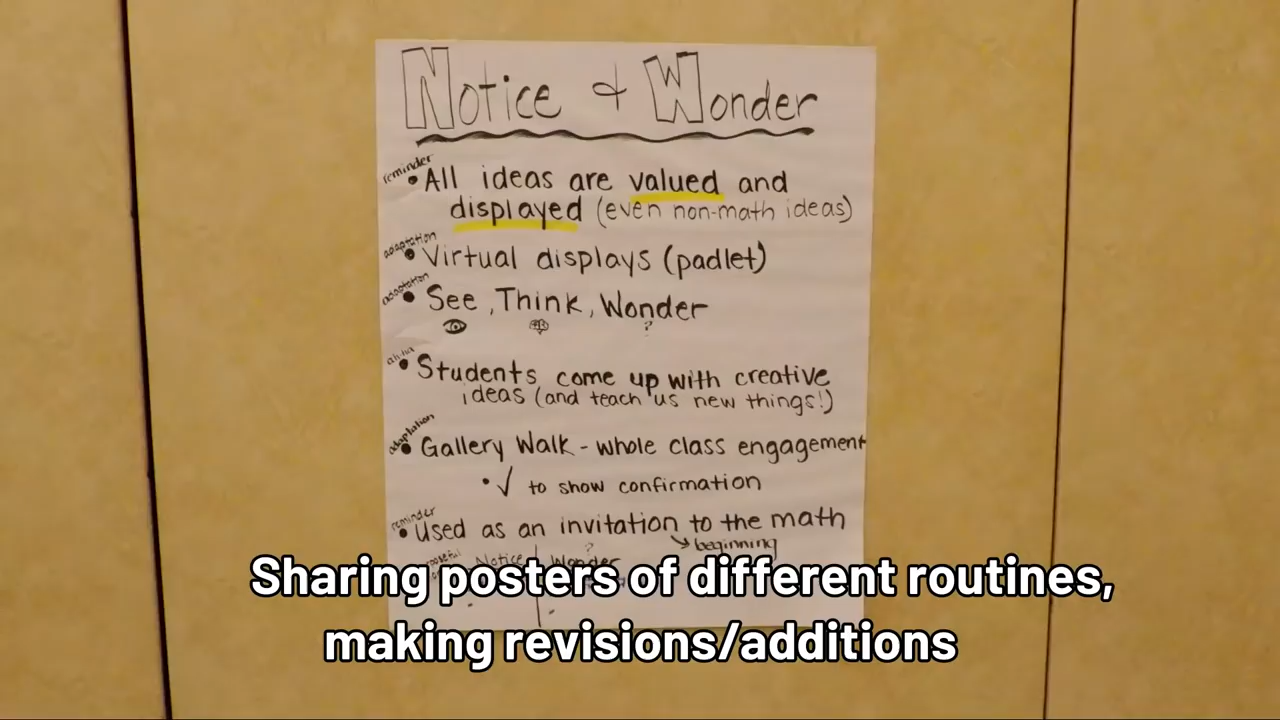 Notice & Wonder
reminder
• All ideas are valued and
displayed (even non-math ideas)
adaptation
• Virtual displays (padlet)
adaptation
• See, Think, Wonder
?
ah-ha
• Students come up with creative
ideas (and teach us new things!)
adaptation
• Gallery Walk - whole class engagement
• ✓ to show confirmation
reminder
• Used as an invitation to the math
↳ beginning
Notice | Wonder
Sharing posters of different routines,
making revisions/additions